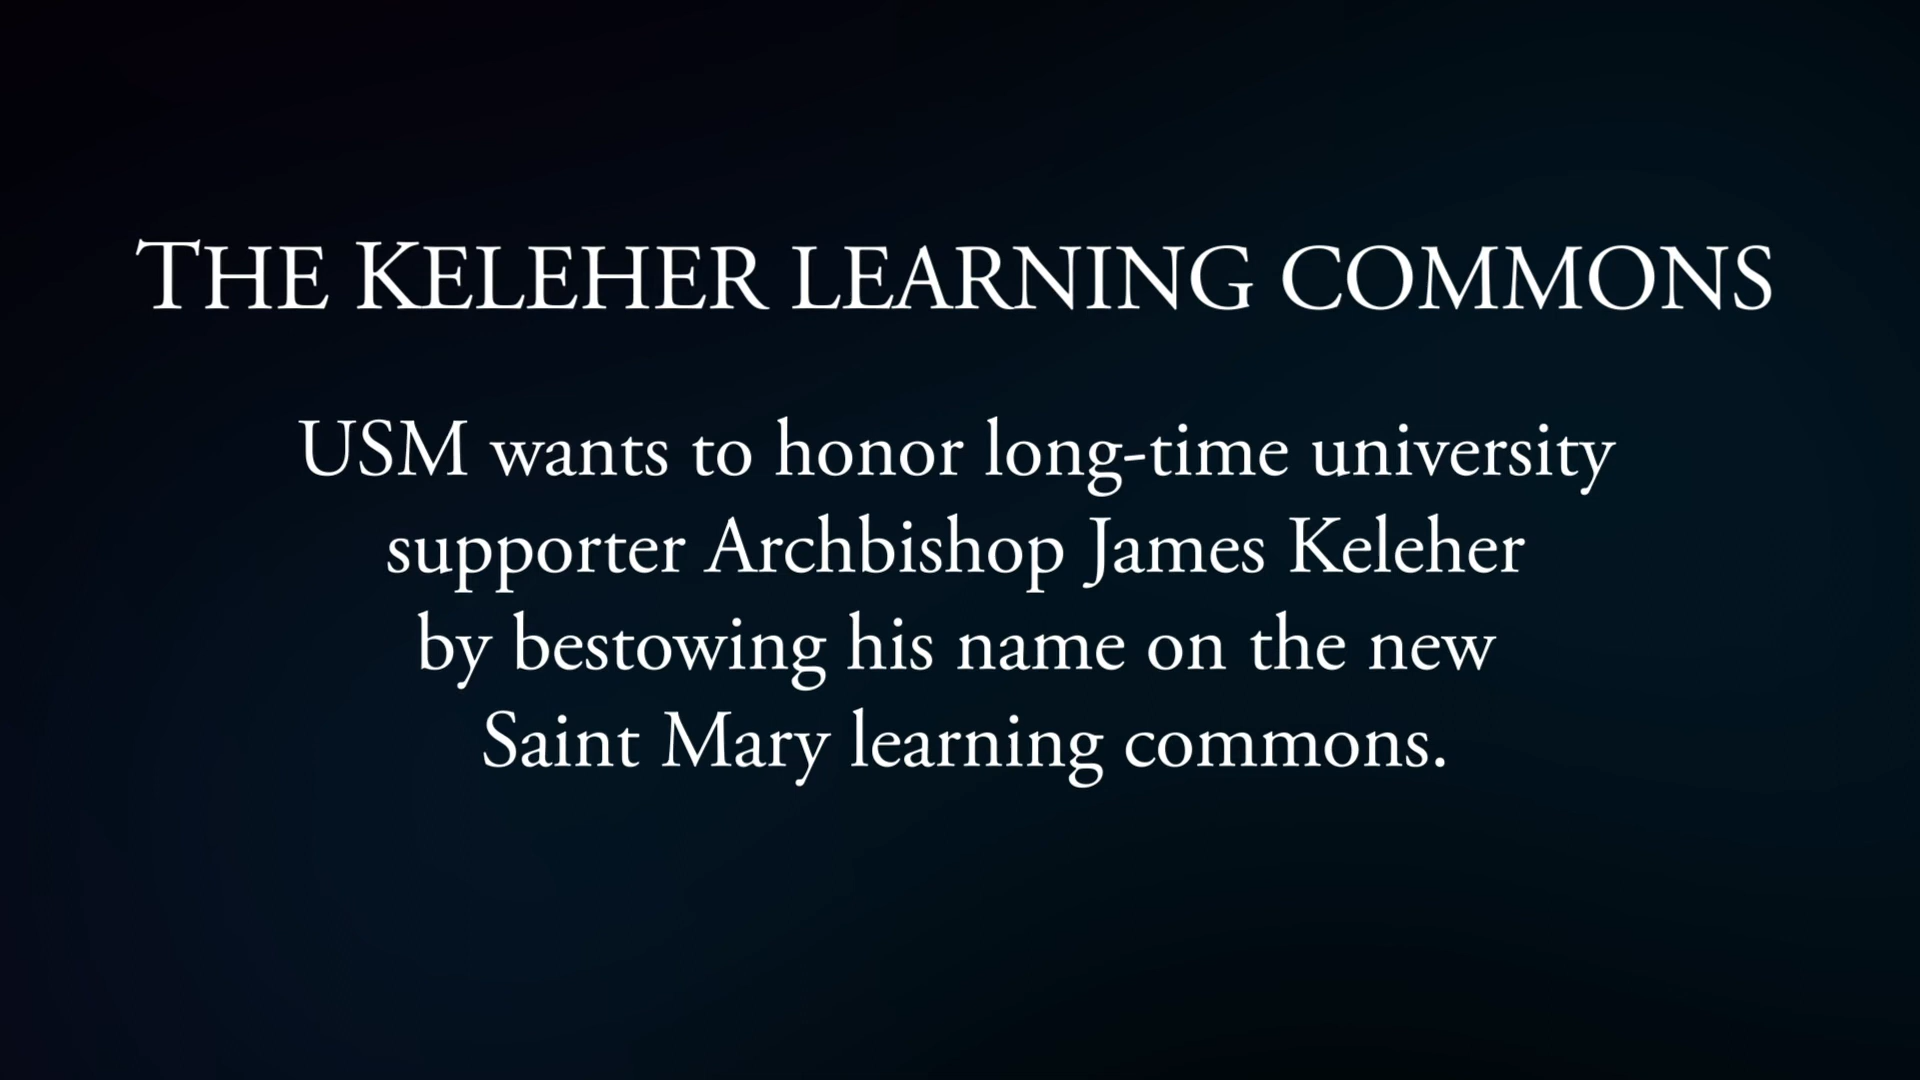 THE KELEHER LEARNING COMMONS
USM wants to honor long-time university
supporter Archbishop James Keleher
by bestowing his name on the new
Saint Mary learning commons.